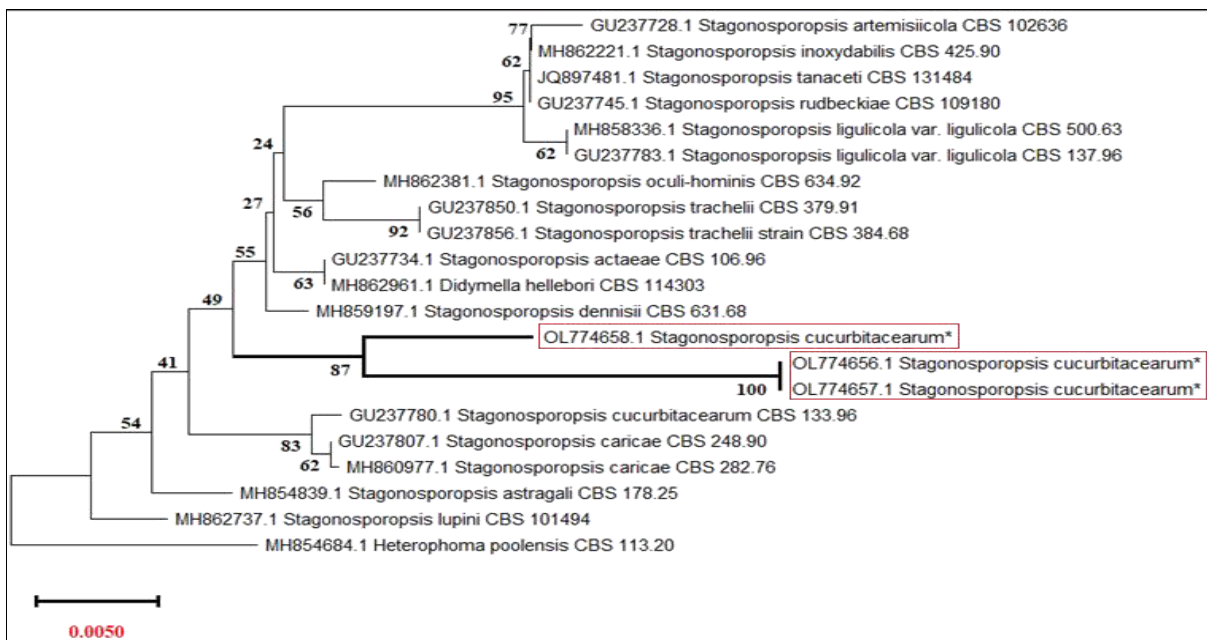 GU237728.1 Stagonosporopsis artemisiicola CBS 102636
77
MH862221.1 Stagonosporopsis inoxydabilis CBS 425.90
62
JQ897481.1 Stagonosporopsis tanaceti CBS 131484
95
GU237745.1 Stagonosporopsis rudbeckiae CBS 109180
MH858336.1 Stagonosporopsis ligulicola var. ligulicola CBS 500.63
24
62
GU237783.1 Stagonosporopsis ligulicola var. ligulicola CBS 137.96
MH862381.1 Stagonosporopsis oculi-hominis CBS 634.92
27
56
GU237850.1 Stagonosporopsis trachelii CBS 379.91
92
GU237856.1 Stagonosporopsis trachelii strain CBS 384.68
55
GU237734.1 Stagonosporopsis actaeae CBS 106.96
63
MH862961.1 Didymella hellebori CBS 114303
49
MH859197.1 Stagonosporopsis dennisii CBS 631.68
OL774658.1 Stagonosporopsis cucurbitacearum*
41
87
OL774656.1 Stagonosporopsis cucurbitacearum*
100
OL774657.1 Stagonosporopsis cucurbitacearum*
GU237780.1 Stagonosporopsis cucurbitacearum CBS 133.96
54
83
GU237807.1 Stagonosporopsis caricae CBS 248.90
62
MH860977.1 Stagonosporopsis caricae CBS 282.76
MH854839.1 Stagonosporopsis astragali CBS 178.25
MH862737.1 Stagonosporopsis lupini CBS 101494
MH854684.1 Heterophoma poolensis CBS 113.20
0.0050